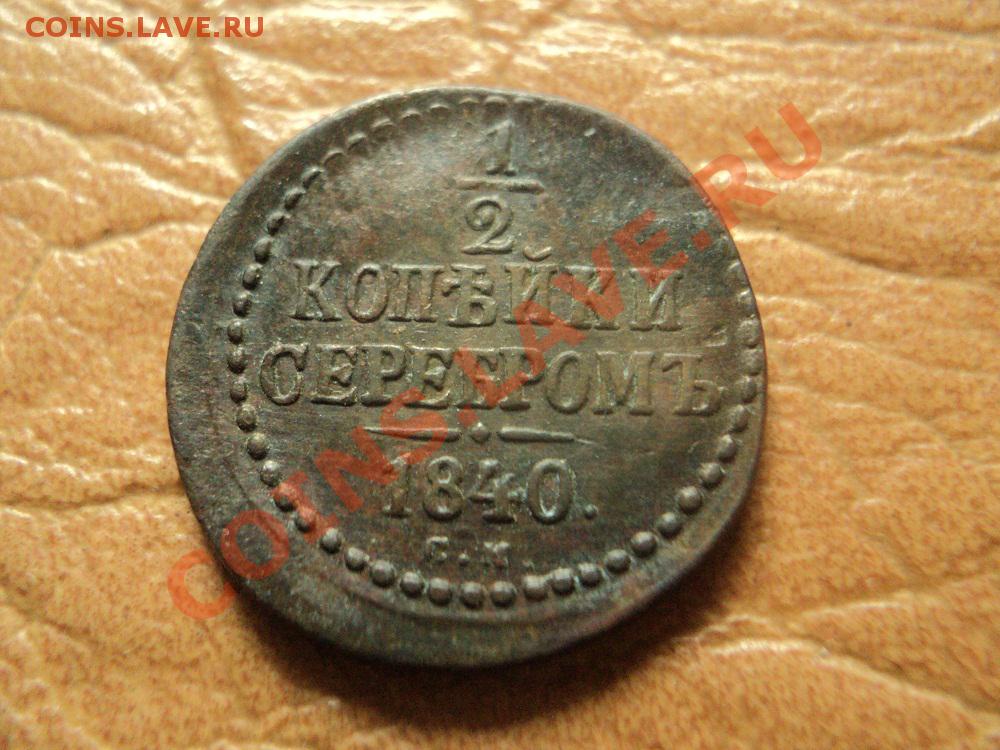 COINS.LAVE.RU
1
2
КОПѢЙКИ
СЕРЕБРОМЪ
1840.
С.М.
COINS.LAVE.RU